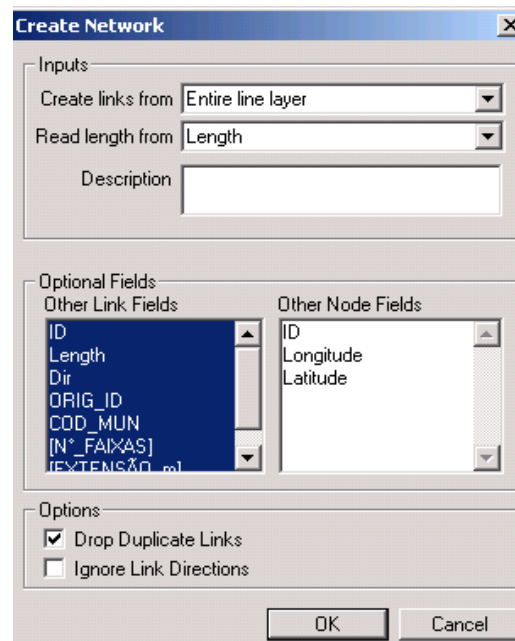 Create Network
Inputs
Create links from Entire line layer
Read length from Length
Description
Optional Fields
Other Link Fields
ID
Length
Dir
ORIG_ID
COD_MUN
[N°_FAIXAS]
[EXTENSÃO_m]
Other Node Fields
ID
Longitude
Latitude
Options
Drop Duplicate Links
Ignore Link Directions
OK Cancel